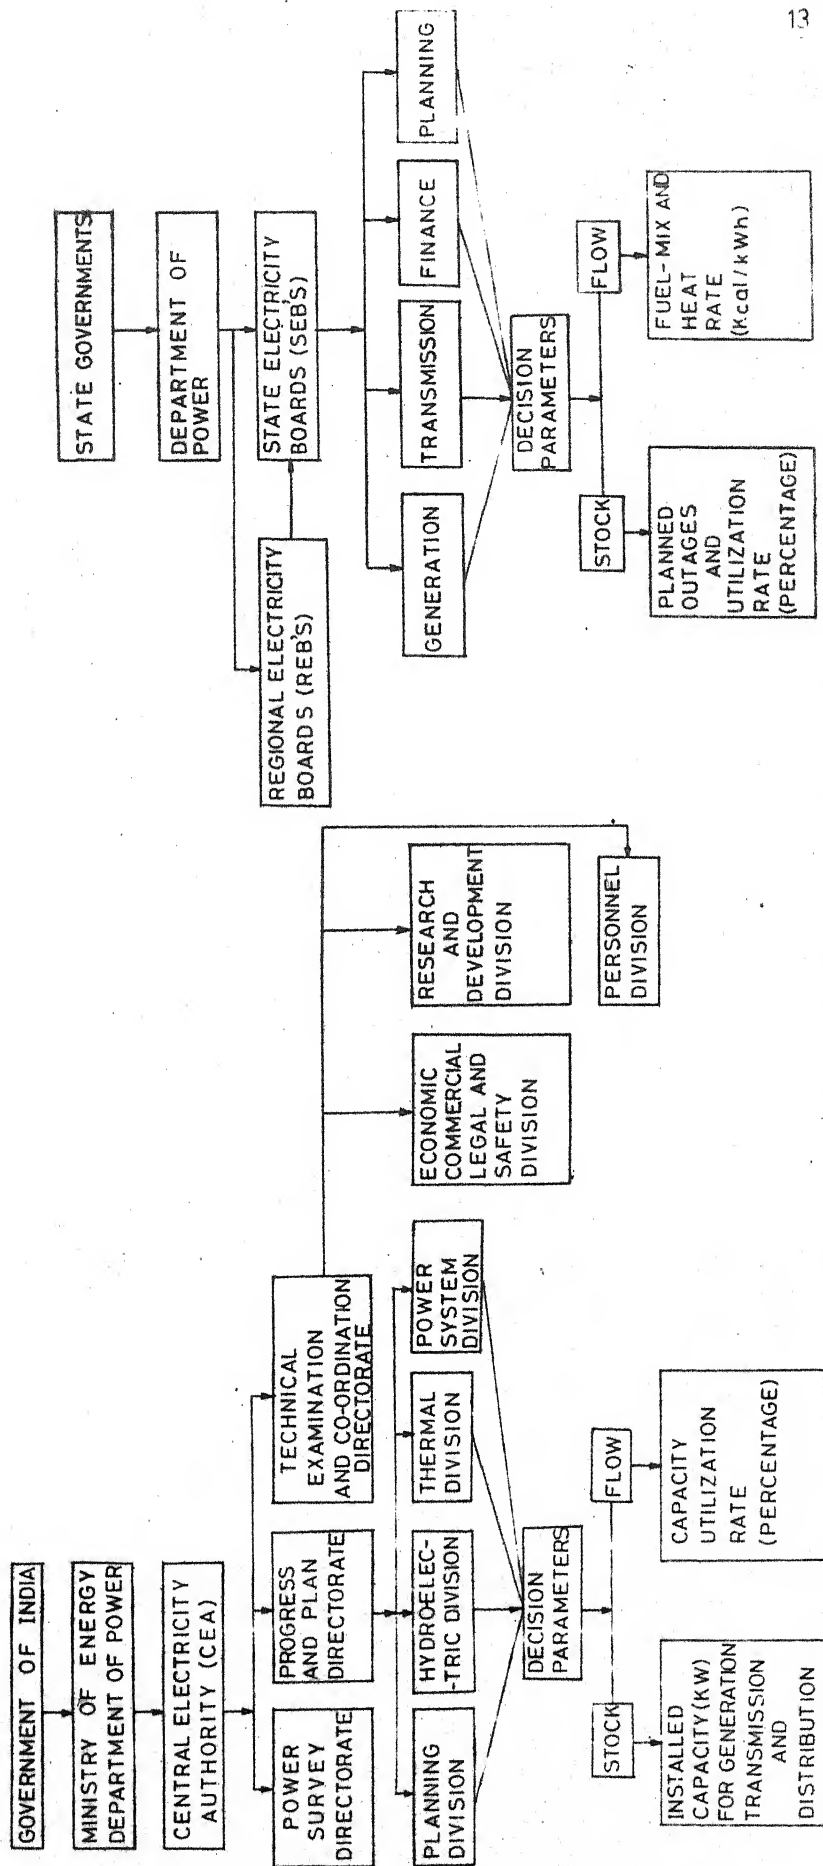 13
GOVERNMENT OF INDIA
MINISTRY OF ENERGY
DEPARTMENT OF POWER
CENTRAL ELECTRICITY
AUTHORITY (CEA)
POWER
SURVEY
DIRECTORATE
PROGRESS
AND PLAN
DIRECTORATE
TECHNICAL
EXAMINATION
AND CO-ORDINATION
DIRECTORATE
PLANNING
DIVISION
HYDROELEC-
-TRIC DIVISION
THERMAL
DIVISION
POWER
SYSTEM
DIVISION
ECONOMIC
COMMERCIAL
LEGAL AND
SAFETY
DIVISION
RESEARCH
AND
DEVELOPMENT
DIVISION
PERSONNEL
DIVISION
DECISION
PARAMETERS
STOCK
FLOW
INSTALLED
CAPACITY(KW)
FOR GENERATION
TRANSMISSION
AND
DISTRIBUTION
CAPACITY
UTILIZATION
RATE
(PERCENTAGE)
STATE GOVERNMENTS
DEPARTMENT OF
POWER
REGIONAL ELECTRICITY
BOARDS (REB'S)
STATE ELECTRICITY
BOARDS (SEB'S)
GENERATION
TRANSMISSION
FINANCE
PLANNING
DECISION
PARAMETERS
STOCK
FLOW
PLANNED
OUTAGES
AND
UTILIZATION
RATE
(PERCENTAGE)
FUEL-MIX AND
HEAT
RATE
(Kcal/kWh)